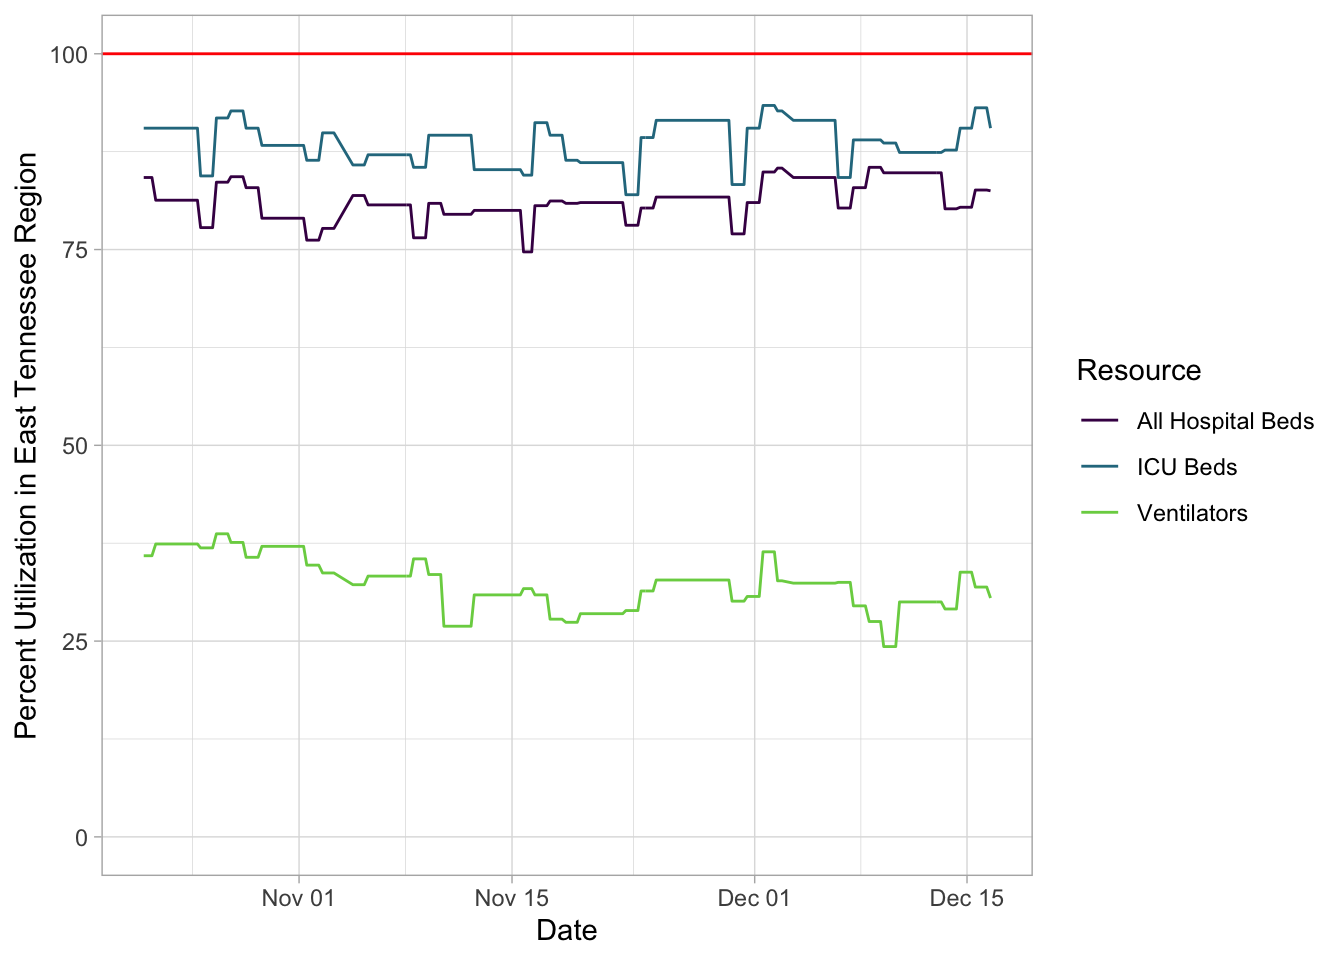 Percent Utilization in East Tennessee Region
100
75
50
25
0
Nov 01
Nov 15
Dec 01
Dec 15
Date
Resource
All Hospital Beds
ICU Beds
Ventilators